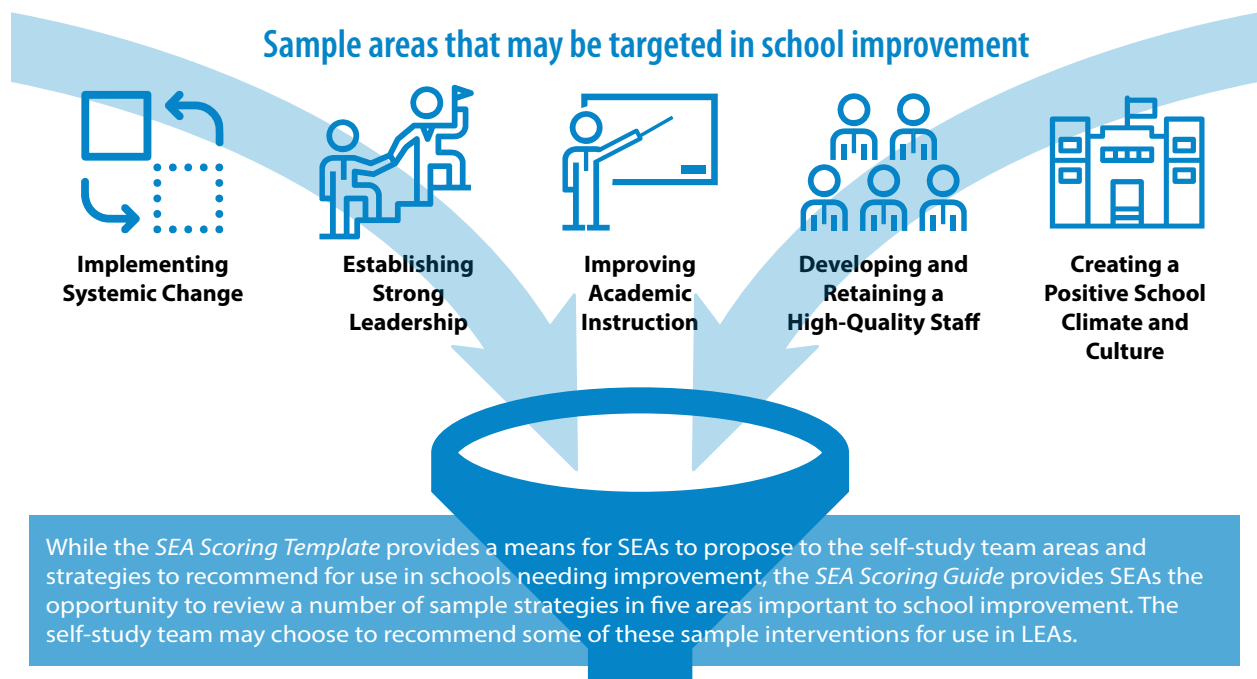 Sample areas that may be targeted in school improvement
Implementing
Systemic Change
Establishing
Strong
Leadership
Improving
Academic
Instruction
Developing and
Retaining a
High-Quality Staff
Creating a
Positive School
Climate and
Culture
While the SEA Scoring Template provides a means for SEAs to propose to the self-study team areas and
strategies to recommend for use in schools needing improvement, the SEA Scoring Guide provides SEAs the
opportunity to review a number of sample strategies in five areas important to school improvement. The
self-study team may choose to recommend some of these sample interventions for use in LEAs.